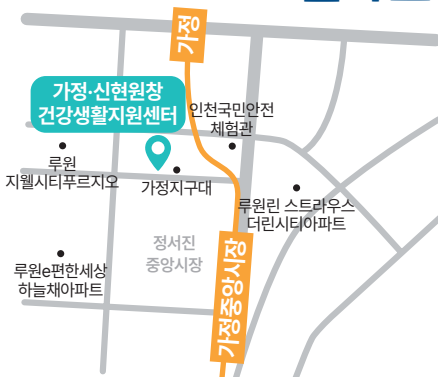 가정
가정·신현원창
건강생활지원센터
인천국민안전
체험관
루원
지웰시티푸르지오
가정지구대
루원린 스트라우스
더린시티아파트
정서진
중앙시장
루원e편한세상
하늘채아파트
가정중앙시장